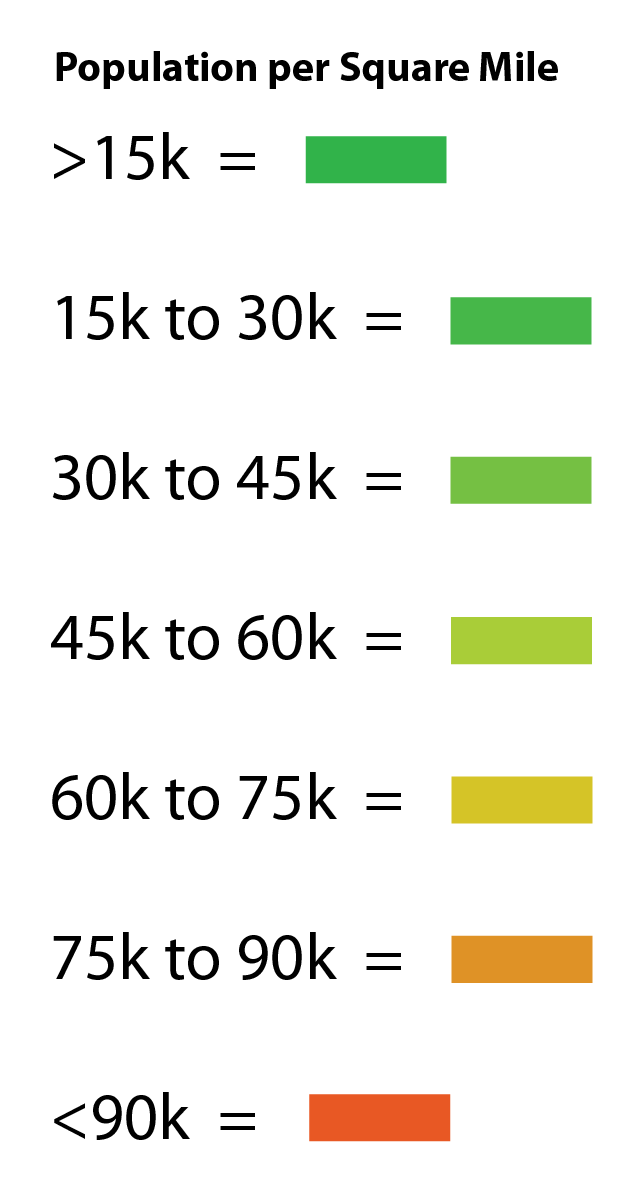 Population per Square Mile
>15k =
15k to 30k =
30k to 45k =
45k to 60k =
60k to 75k =
75k to 90k =
<90k =